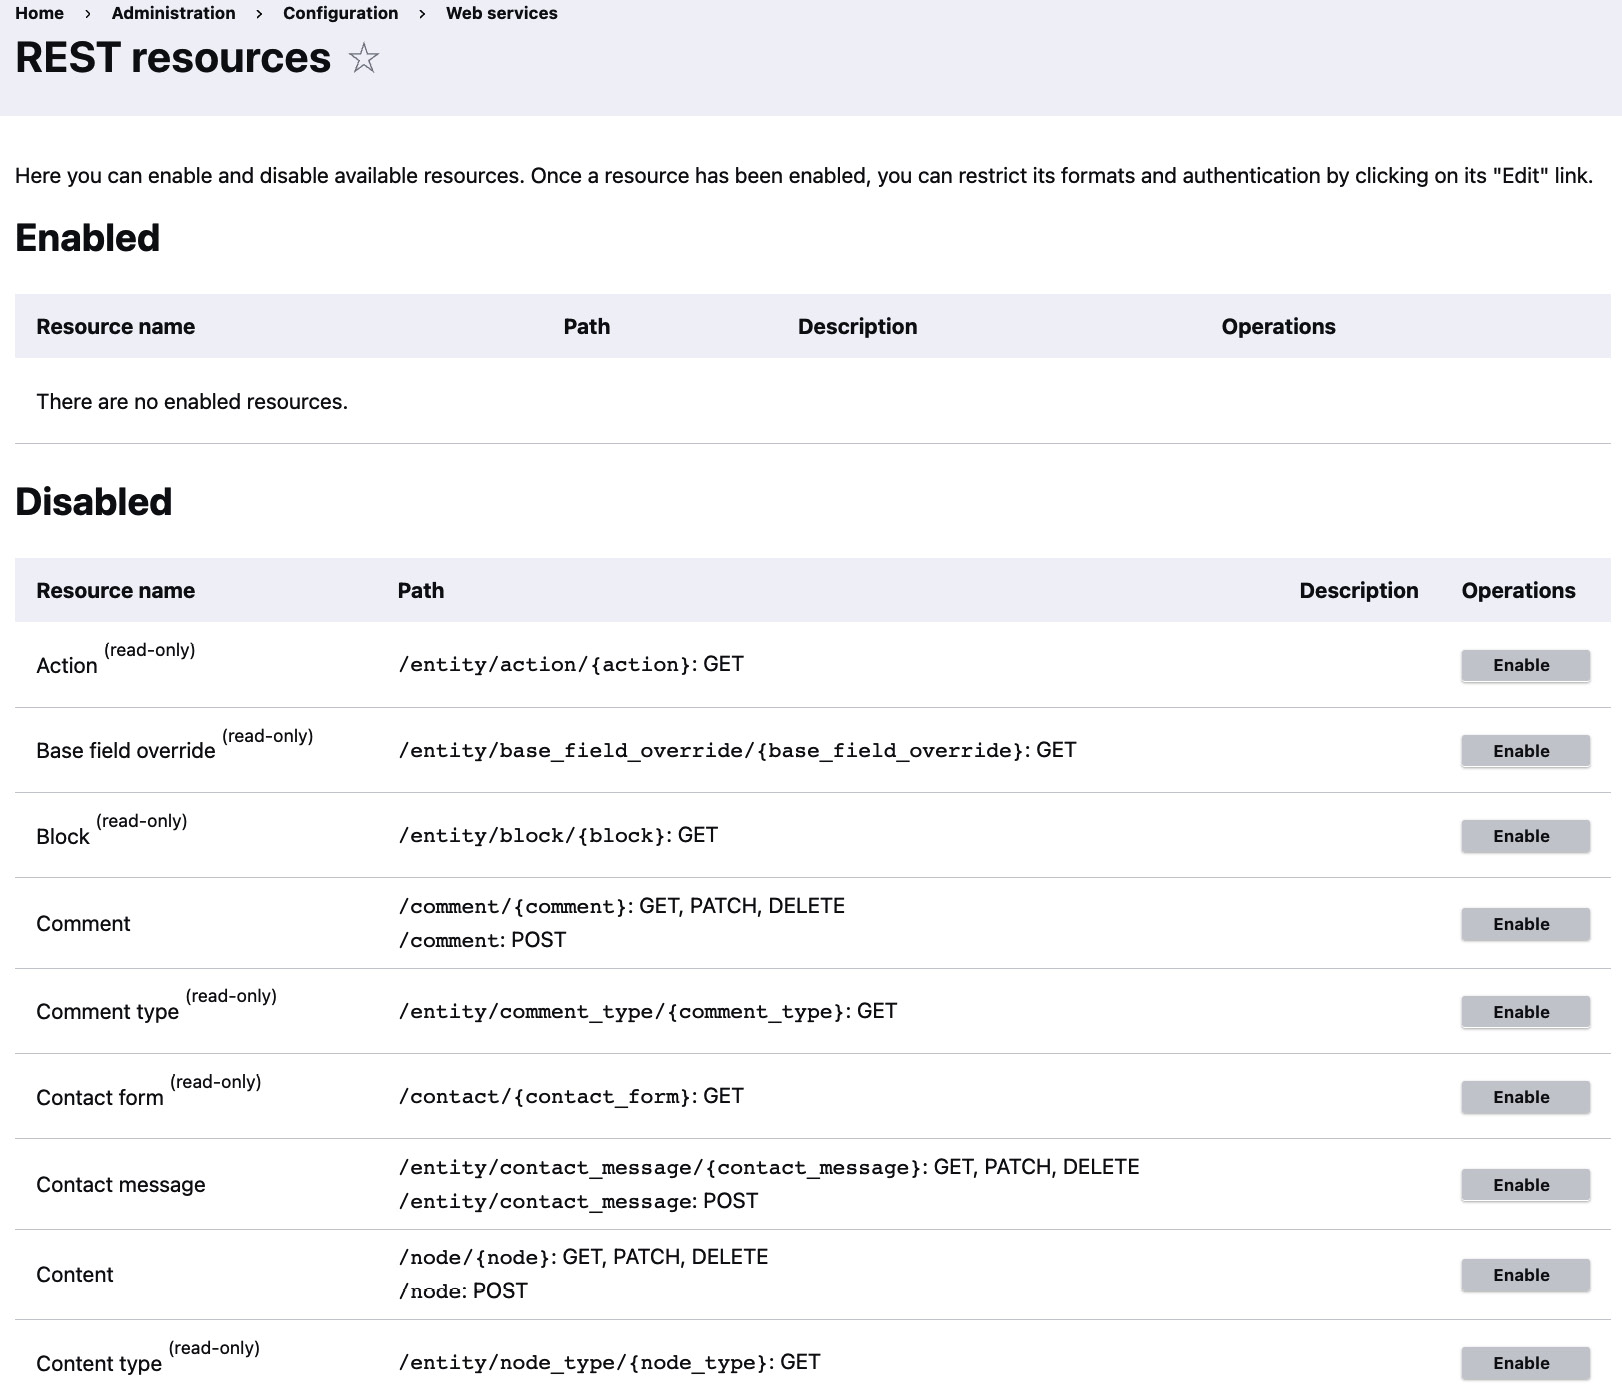 Home › Administration › Configuration › Web services
REST resources
Here you can enable and disable available resources. Once a resource has been enabled, you can restrict its formats and authentication by clicking on its "Edit" link.
Enabled
Resource name Path Description Operations
There are no enabled resources.
Disabled
Resource name Path Description Operations
Action (read-only) /entity/action/{action}: GET Enable
Base field override (read-only) /entity/base_field_override/{base_field_override}: GET Enable
Block (read-only) /entity/block/{block}: GET Enable
Comment /comment/{comment}: GET, PATCH, DELETE Enable
/comment: POST
Comment type (read-only) /entity/comment_type/{comment_type}: GET Enable
Contact form (read-only) /contact/{contact_form}: GET Enable
Contact message /entity/contact_message/{contact_message}: GET, PATCH, DELETE Enable
/entity/contact_message: POST
Content /node/{node}: GET, PATCH, DELETE Enable
/node: POST
Content type (read-only) /entity/node_type/{node_type}: GET Enable